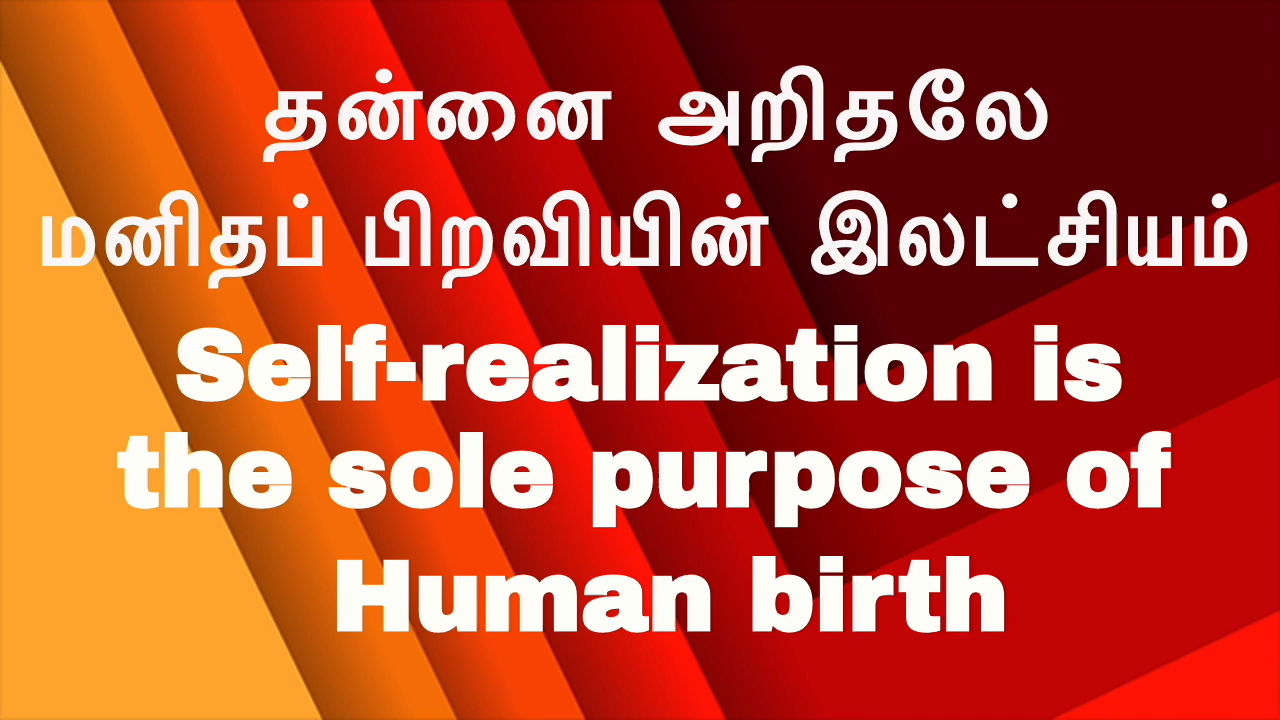 தன்னை அறிதலே
மனிதப் பிறவியின் இலட்சியம்
Self-realization is
the sole purpose of
Human birth